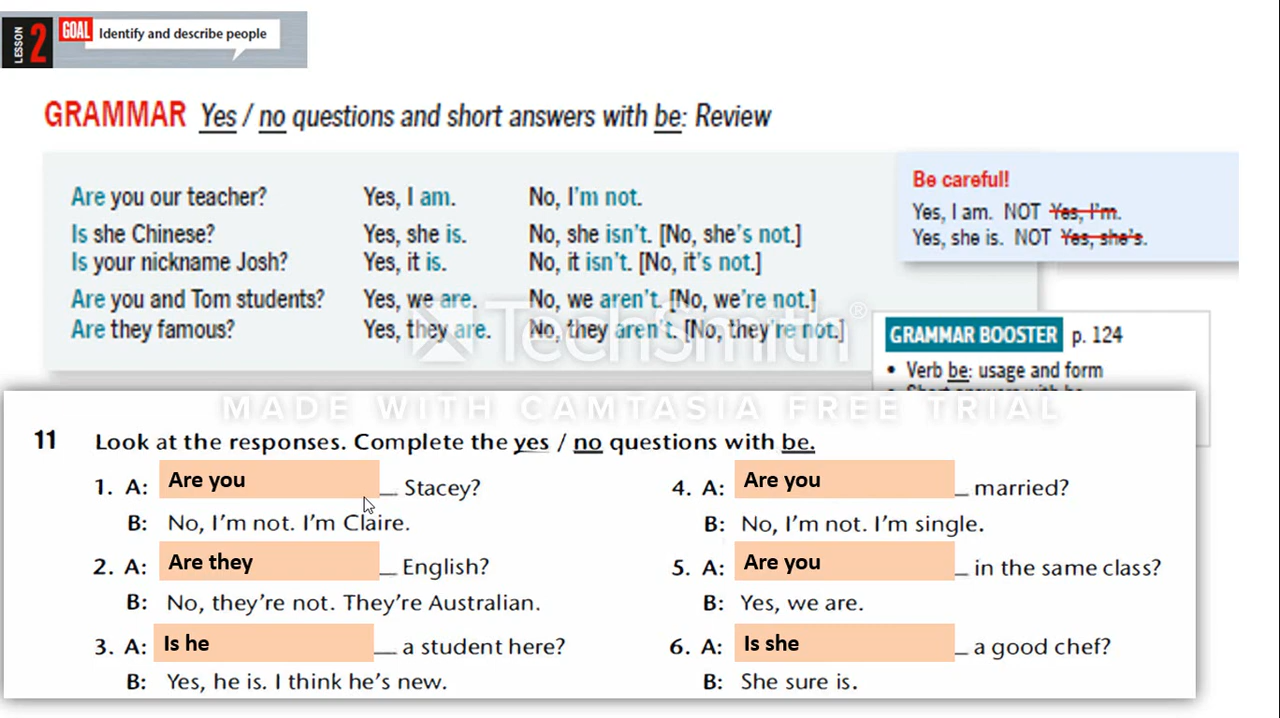 LESSON 2 GOAL Identify and describe people
GRAMMAR Yes / no questions and short answers with be: Review
Are you our teacher? Yes, I am. No, I'm not.
Is she Chinese? Yes, she is. No, she isn't. [No, she's not.]
Is your nickname Josh? Yes, it is. No, it isn't. [No, it's not.]
Are you and Tom students? Yes, we are. No, we aren't. [No, we're not.]
Are they famous? Yes, they are. No, they aren't. [No, they're not.]
Be careful!
Yes, I am. NOT Yes, I'm.
Yes, she is. NOT Yes, she's.
GRAMMAR BOOSTER p. 124
• Verb be: usage and form
• Short answers with be
TechSmith®
MADE WITH CAMTASIA FREE TRIAL
11 Look at the responses. Complete the yes / no questions with be.
1. A: Are you Stacey?
B: No, I'm not. I'm Claire.
2. A: Are they English?
B: No, they're not. They're Australian.
3. A: Is he a student here?
B: Yes, he is. I think he's new.
4. A: Are you married?
B: No, I'm not. I'm single.
5. A: Are you in the same class?
B: Yes, we are.
6. A: Is she a good chef?
B: She sure is.